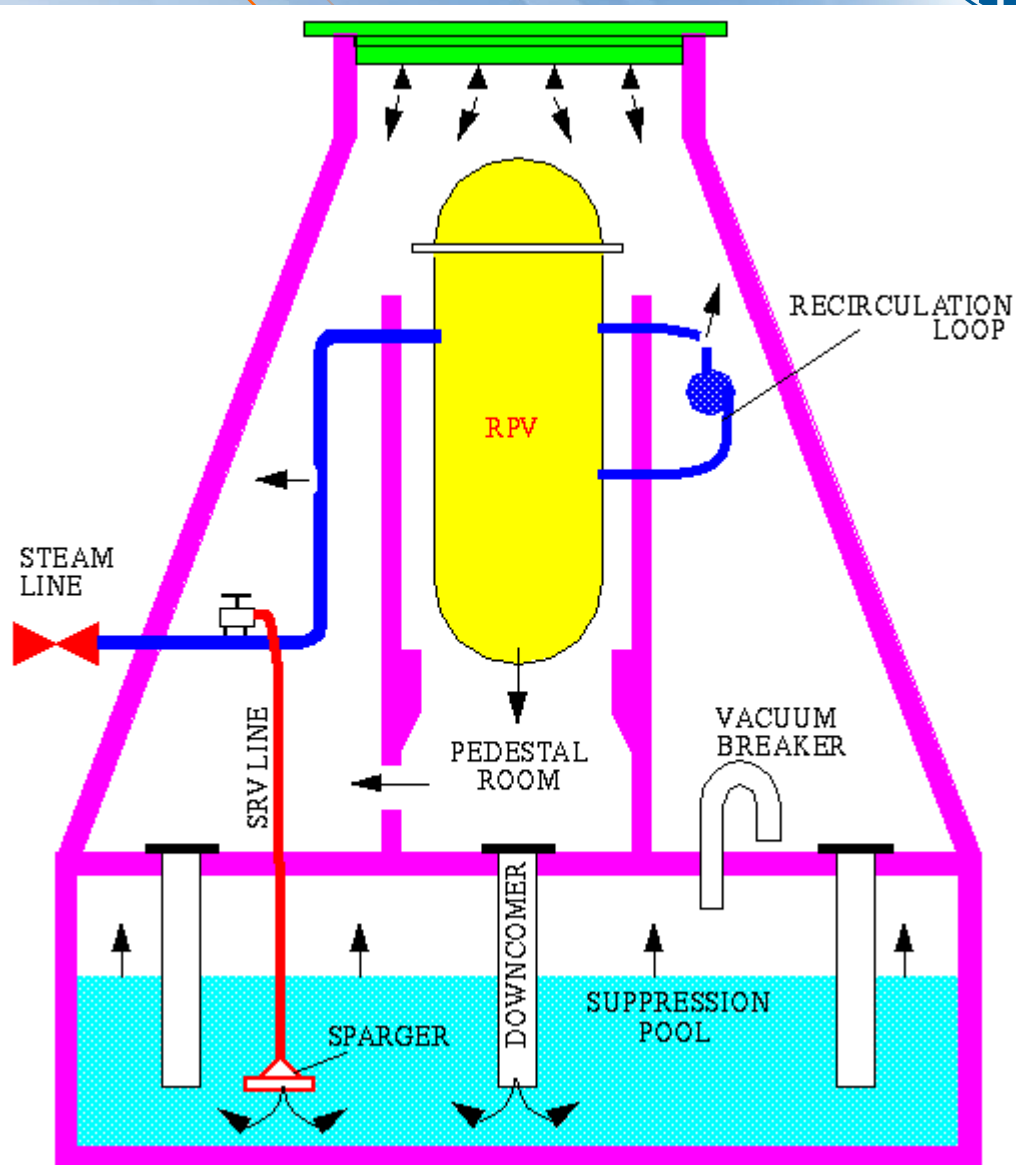 RECIRCULATION
LOOP
RPV
STEAM
LINE
SRV LINE
VACUUM
BREAKER
PEDESTAL
ROOM
DOWNCOMER
SUPPRESSION
POOL
SPARGER